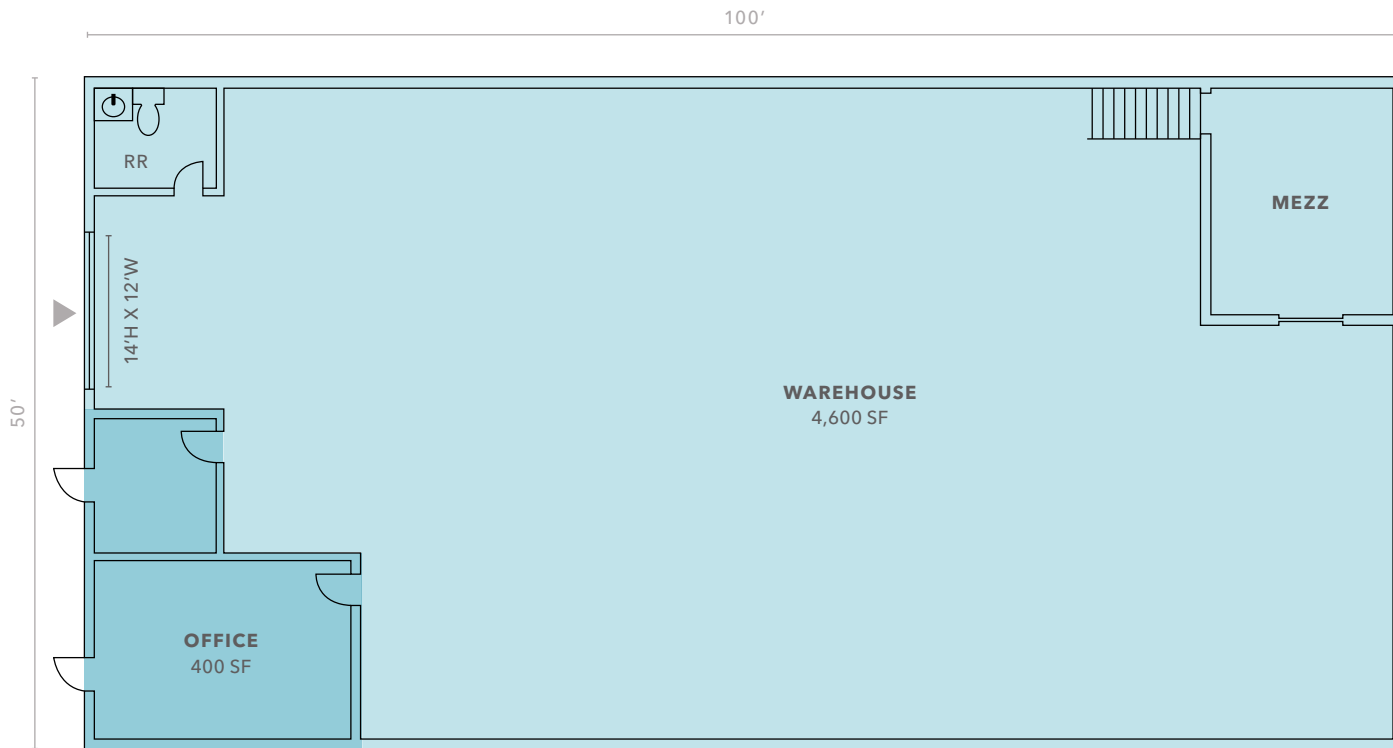 100’
RR
MEZZ
14’H X 12’W
WAREHOUSE
4,600 SF
50’
OFFICE
400 SF